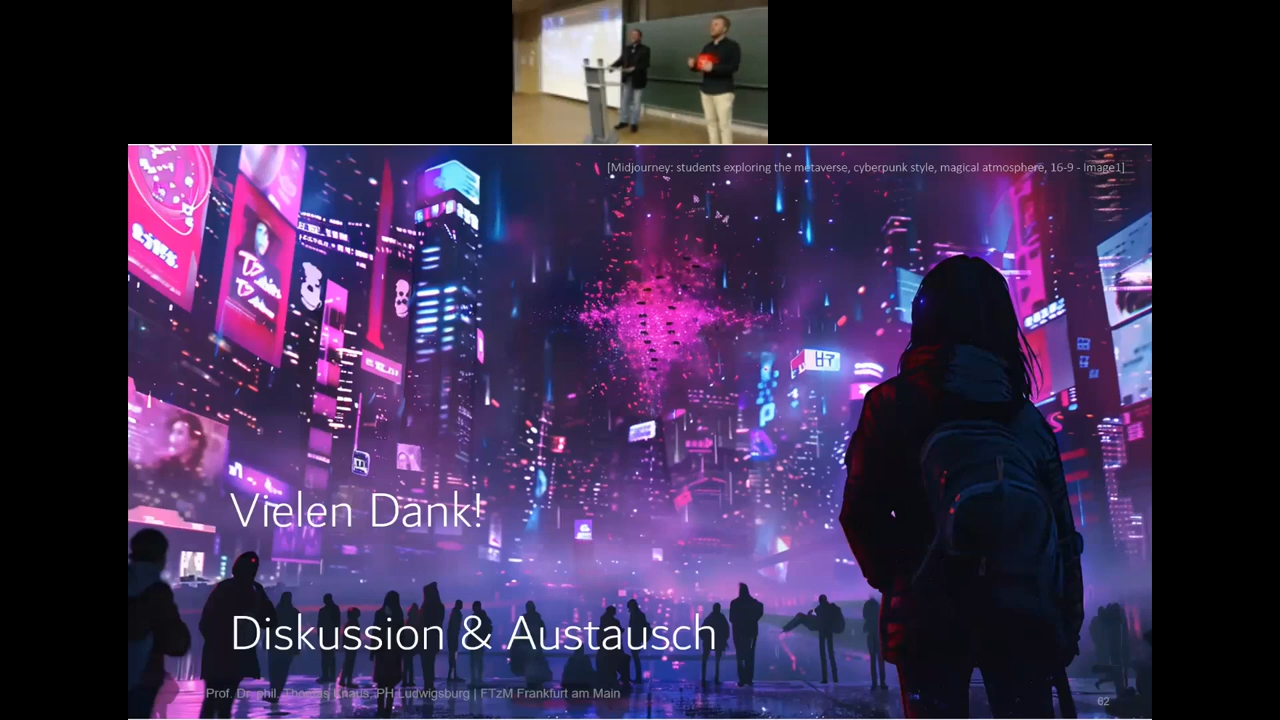 [Midjourney: students exploring the metaverse, cyberpunk style, magical atmosphere, 16-9 - Image1]
Vielen Dank!
Diskussion & Austausch
Prof. Dr. phil. Thomas Knaus, PH Ludwigsburg | FTzM Frankfurt am Main
62